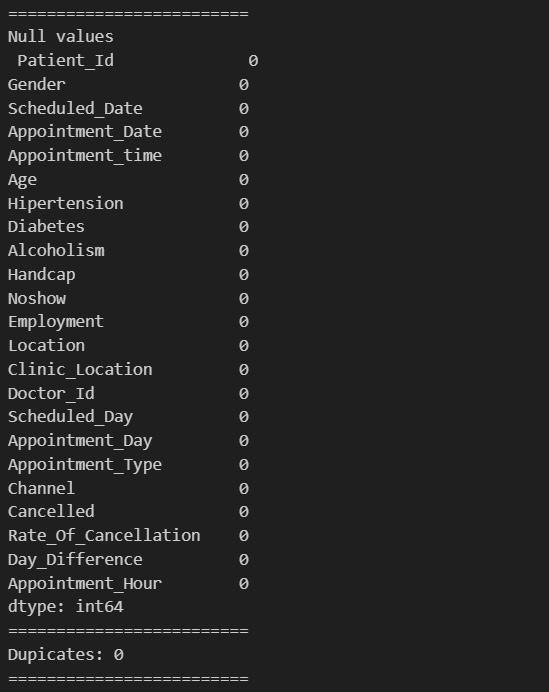 =========================
Null values
 Patient_Id              0
Gender                  0
Scheduled_Date          0
Appointment_Date        0
Appointment_time        0
Age                     0
Hipertension            0
Diabetes                0
Alcoholism              0
Handcap                 0
Noshow                  0
Employment              0
Location                0
Clinic_Location         0
Doctor_Id               0
Scheduled_Day           0
Appointment_Day         0
Appointment_Type        0
Channel                 0
Cancelled               0
Rate_Of_Cancellation    0
Day_Difference          0
Appointment_Hour        0
dtype: int64
=========================
Dupicates: 0
=========================